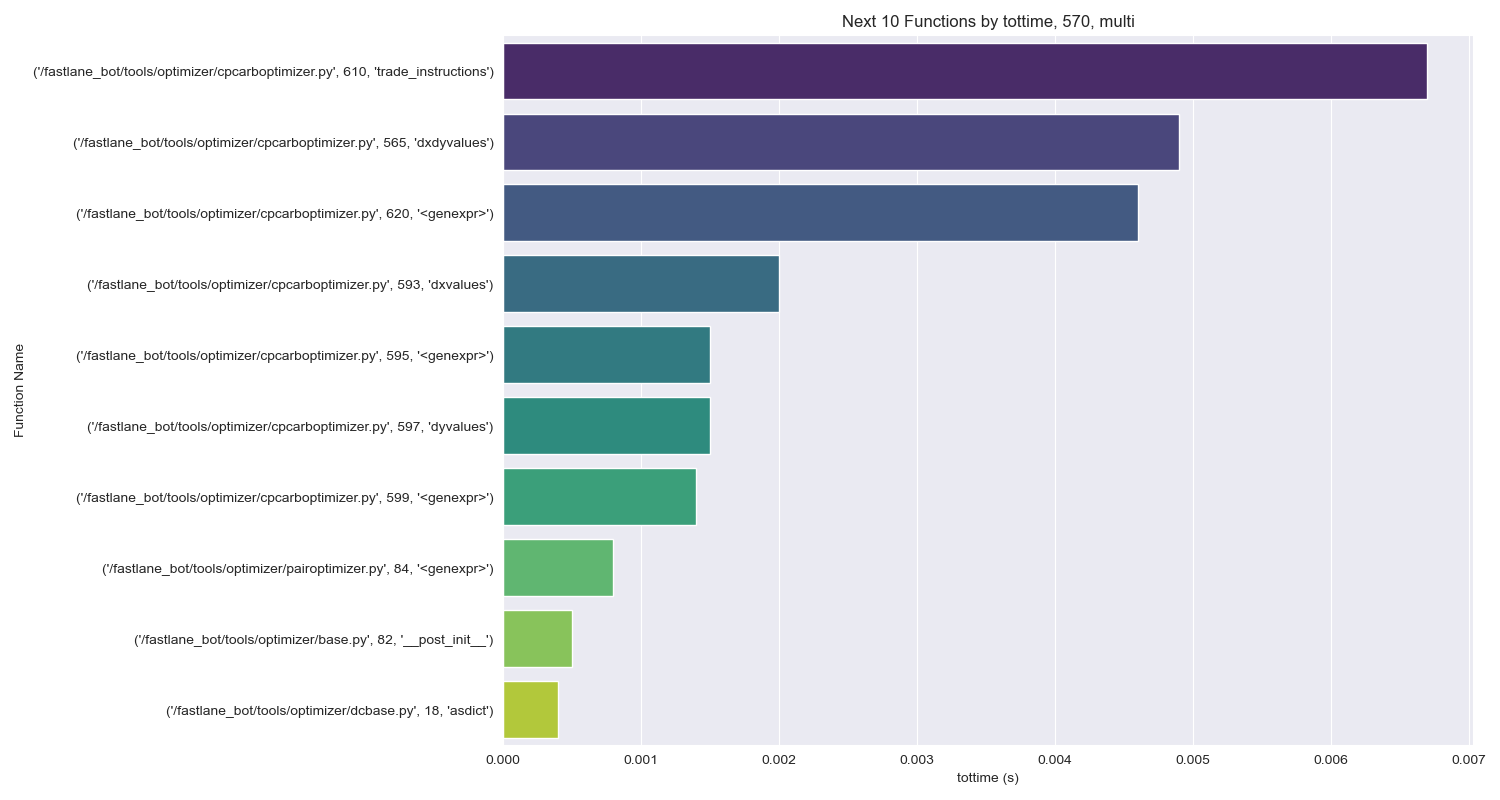 Next 10 Functions by tottime, 570, multi
('/fastlane_bot/tools/optimizer/cpcarboptimizer.py', 610, 'trade_instructions')
('/fastlane_bot/tools/optimizer/cpcarboptimizer.py', 565, 'dxdyvalues')
('/fastlane_bot/tools/optimizer/cpcarboptimizer.py', 620, '<genexpr>')
('/fastlane_bot/tools/optimizer/cpcarboptimizer.py', 593, 'dxvalues')
('/fastlane_bot/tools/optimizer/cpcarboptimizer.py', 595, '<genexpr>')
('/fastlane_bot/tools/optimizer/cpcarboptimizer.py', 597, 'dyvalues')
('/fastlane_bot/tools/optimizer/cpcarboptimizer.py', 599, '<genexpr>')
('/fastlane_bot/tools/optimizer/pairoptimizer.py', 84, '<genexpr>')
('/fastlane_bot/tools/optimizer/base.py', 82, '__post_init__')
('/fastlane_bot/tools/optimizer/dcbase.py', 18, 'asdict')
Function Name
0.000 0.001 0.002 0.003 0.004 0.005 0.006 0.007
tottime (s)